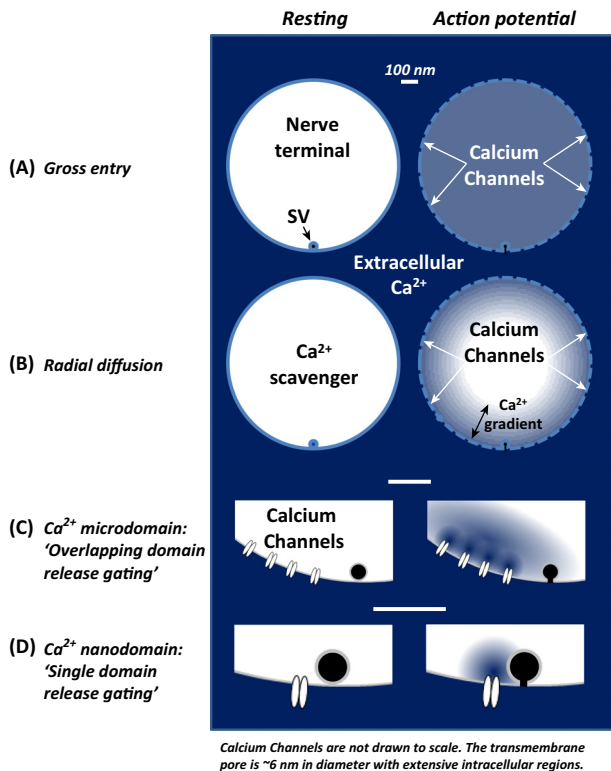 Resting
Action potential
100 nm
(A) Gross entry
Nerve
terminal
SV
Calcium
Channels
Extracellular
Ca²⁺
(B) Radial diffusion
Ca²⁺
scavenger
Calcium
Channels
Ca²⁺
gradient
(C) Ca²⁺ microdomain:
‘Overlapping domain
release gating’
Calcium
Channels
(D) Ca²⁺ nanodomain:
‘Single domain
release gating’
Calcium Channels are not drawn to scale. The transmembrane
pore is ~6 nm in diameter with extensive intracellular regions.